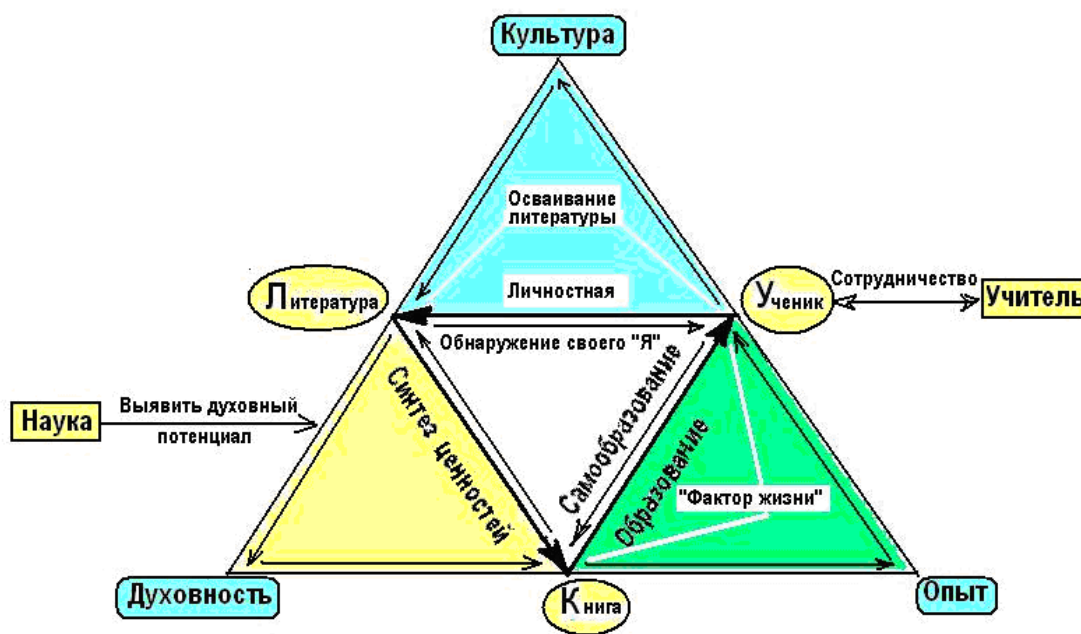 Культура
Осваивание
литературы
Литература
Личностная
Ученик
Сотрудничество
Учитель
Обнаружение своего "Я"
Наука
Выявить духовный
потенциал
Синтез ценностей
Самообразование
Образование
"Фактор жизни"
Духовность
Книга
Опыт